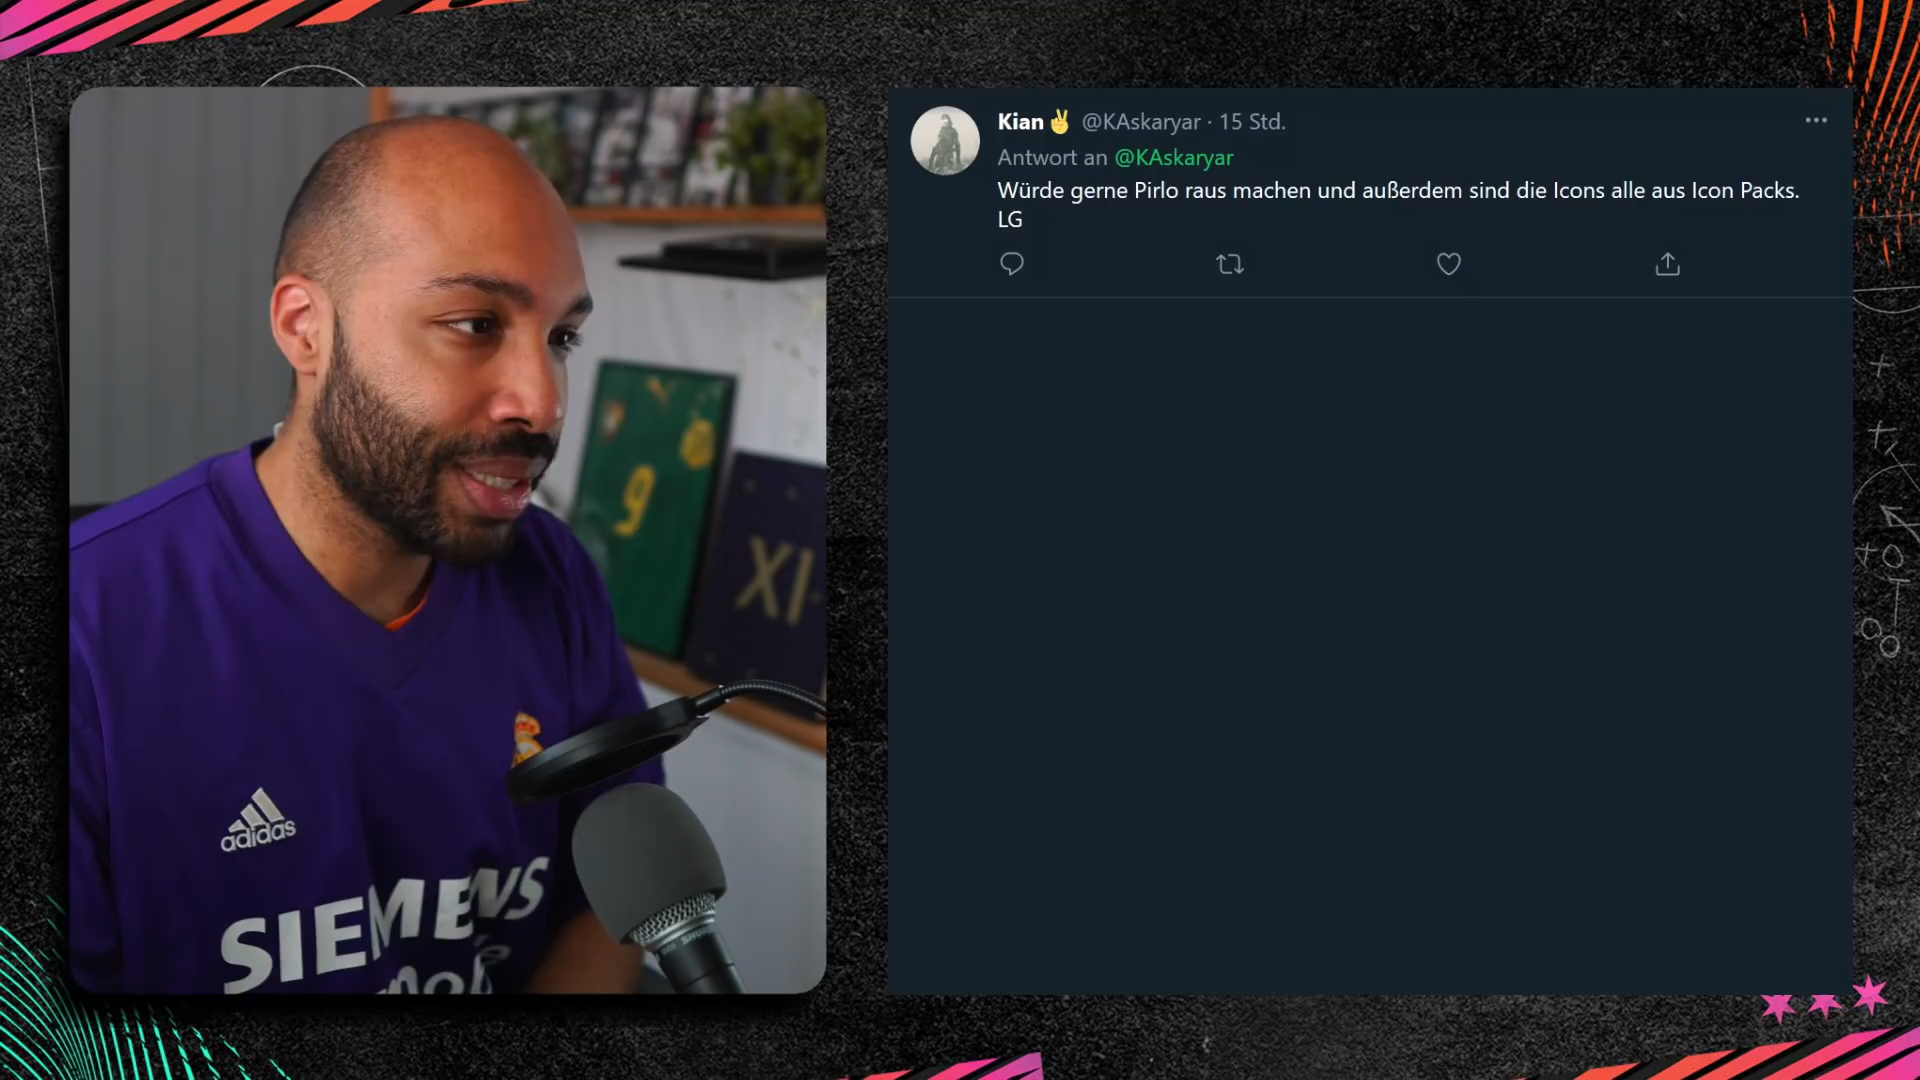 Kian✌ @KAskaryar · 15 Std.
Antwort an @KAskaryar
Würde gerne Pirlo raus machen und außerdem sind die Icons alle aus Icon Packs.
LG
9
XI
adidas
SIEMENS
mobile